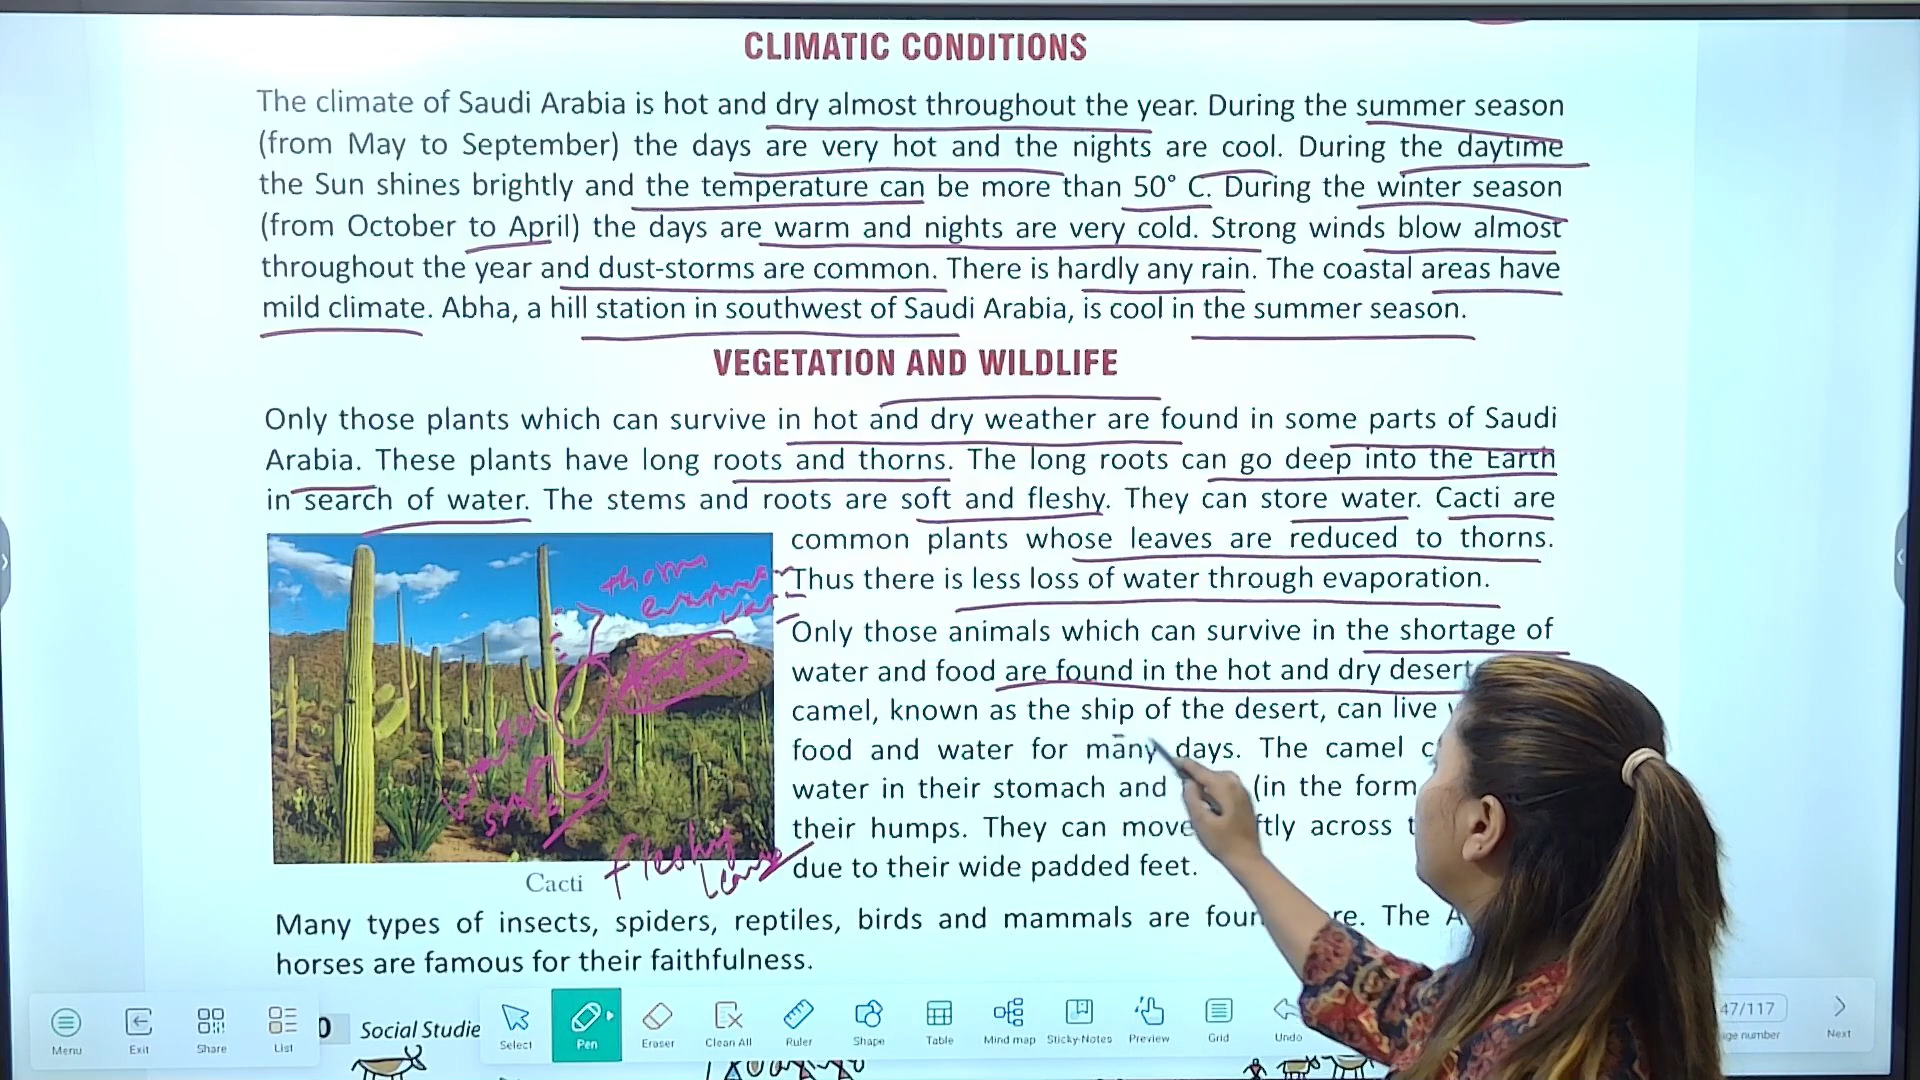 CLIMATIC CONDITIONS
The climate of Saudi Arabia is hot and dry almost throughout the year. During the summer season
(from May to September) the days are very hot and the nights are cool. During the daytime
the Sun shines brightly and the temperature can be more than 50° C. During the winter season
(from October to April) the days are warm and nights are very cold. Strong winds blow almost
throughout the year and dust-storms are common. There is hardly any rain. The coastal areas have
mild climate. Abha, a hill station in southwest of Saudi Arabia, is cool in the summer season.
VEGETATION AND WILDLIFE
Only those plants which can survive in hot and dry weather are found in some parts of Saudi
Arabia. These plants have long roots and thorns. The long roots can go deep into the Earth
in search of water. The stems and roots are soft and fleshy. They can store water. Cacti are
common plants whose leaves are reduced to thorns.
Thus there is less loss of water through evaporation.
thorns
Only those animals which can survive in the shortage of
water and food are found in the hot and dry desert
camel, known as the ship of the desert, can live
food and water for many days. The camel
water in their stomach and (in the form
their humps. They can move across
due to their wide padded feet.
fleshy
Cacti
Many types of insects, spiders, reptiles, birds and mammals are The
horses are famous for their faithfulness.
Social Studie
Menu Exit Share List Select Pen Eraser Clean All Ruler Shape Table Mind map Sticky-Notes Preview Grid Undo 47/117 number Next